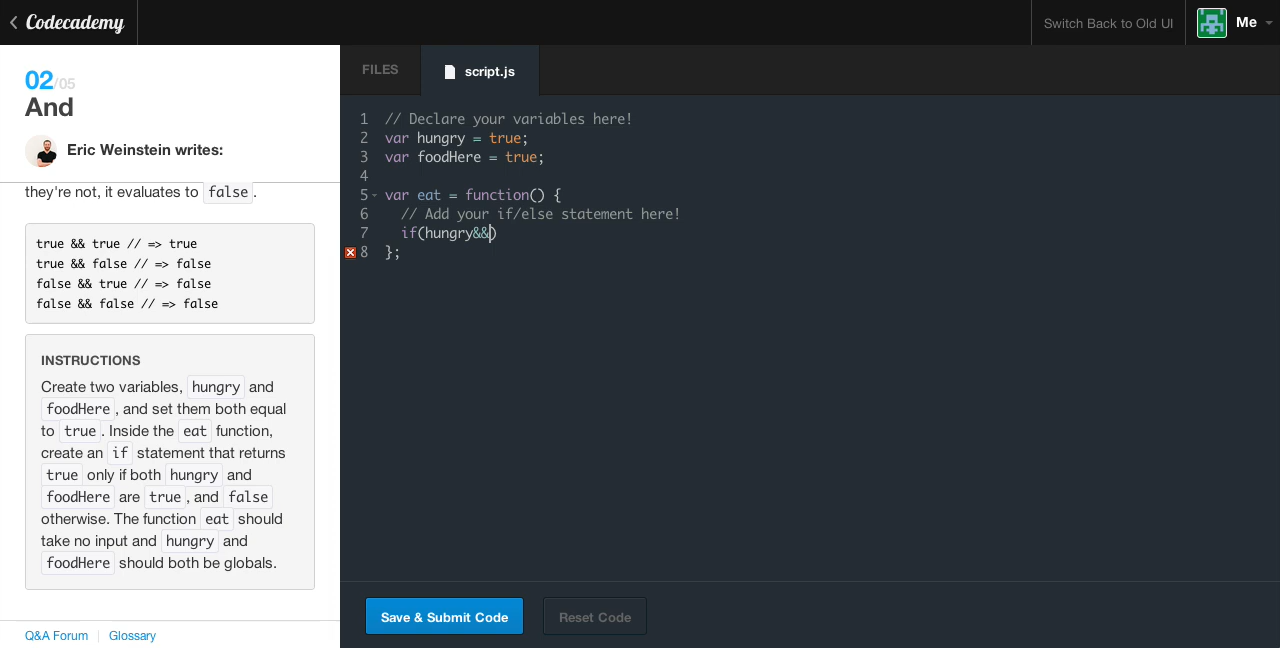 Codecademy
Switch Back to Old UI
Me
02/05
And
Eric Weinstein writes:
they're not, it evaluates to false.
true && true // => true
true && false // => false
false && true // => false
false && false // => false
INSTRUCTIONS
Create two variables, hungry and
foodHere, and set them both equal
to true. Inside the eat function,
create an if statement that returns
true only if both hungry and
foodHere are true, and false
otherwise. The function eat should
take no input and hungry and
foodHere should both be globals.
Q&A Forum | Glossary
FILES
script.js
1 // Declare your variables here!
2 var hungry = true;
3 var foodHere = true;
4
5 var eat = function() {
6   // Add your if/else statement here!
7   if(hungry&&)
8 };
Save & Submit Code
Reset Code